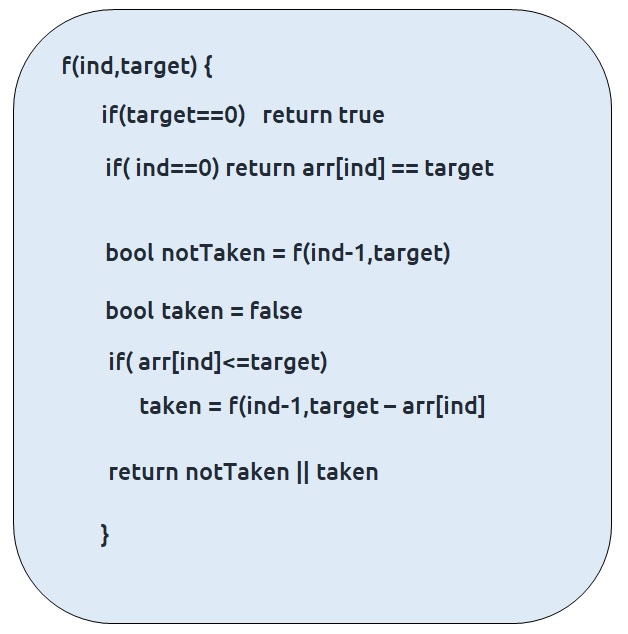 f(ind,target) {
if(target==0) return true
if( ind==0) return arr[ind] == target
bool notTaken = f(ind-1,target)
bool taken = false
if( arr[ind]<=target)
taken = f(ind-1,target – arr[ind]
return notTaken || taken
}